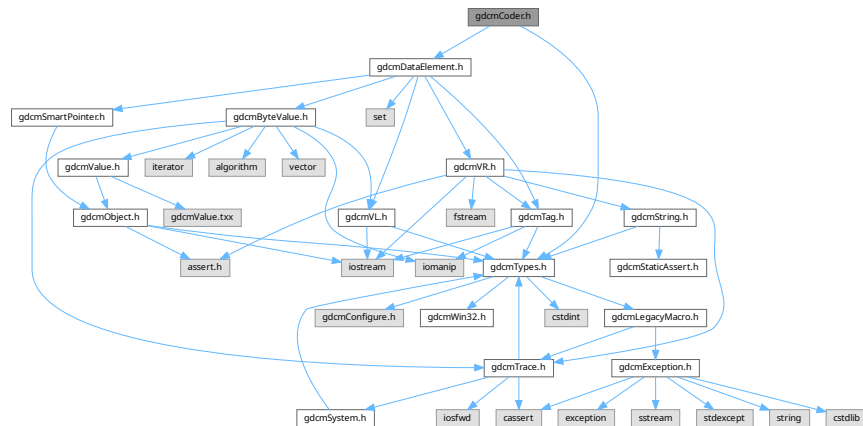 gdcmCoder.h
gdcmDataElement.h
gdcmSmartPointer.h
gdcmByteValue.h
set
gdcmValue.h
iterator
algorithm
vector
gdcmVR.h
gdcmObject.h
gdcmValue.txx
gdcmVL.h
fstream
gdcmTag.h
gdcmString.h
assert.h
iostream
iomanip
gdcmTypes.h
gdcmStaticAssert.h
gdcmConfigure.h
gdcmWin32.h
cstdint
gdcmLegacyMacro.h
gdcmTrace.h
gdcmException.h
gdcmSystem.h
iosfwd
cassert
exception
sstream
stdexcept
string
cstdlib